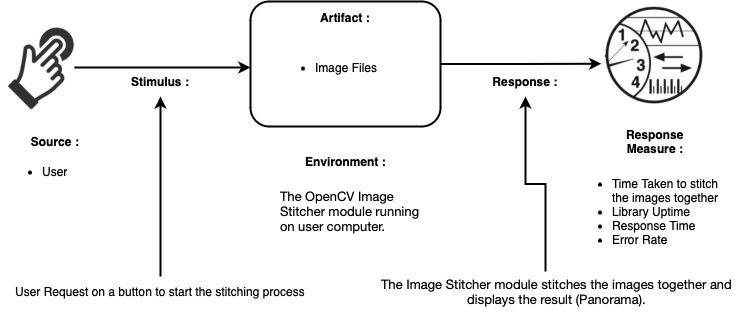 Artifact :
• Image Files
1
2
3
4
Stimulus :
Response :
Source :
• User
Environment :
The OpenCV Image
Stitcher module running
on user computer.
Response
Measure :
• Time Taken to stitch
the images together
• Library Uptime
• Response Time
• Error Rate
User Request on a button to start the stitching process
The Image Stitcher module stitches the images together and
displays the result (Panorama).